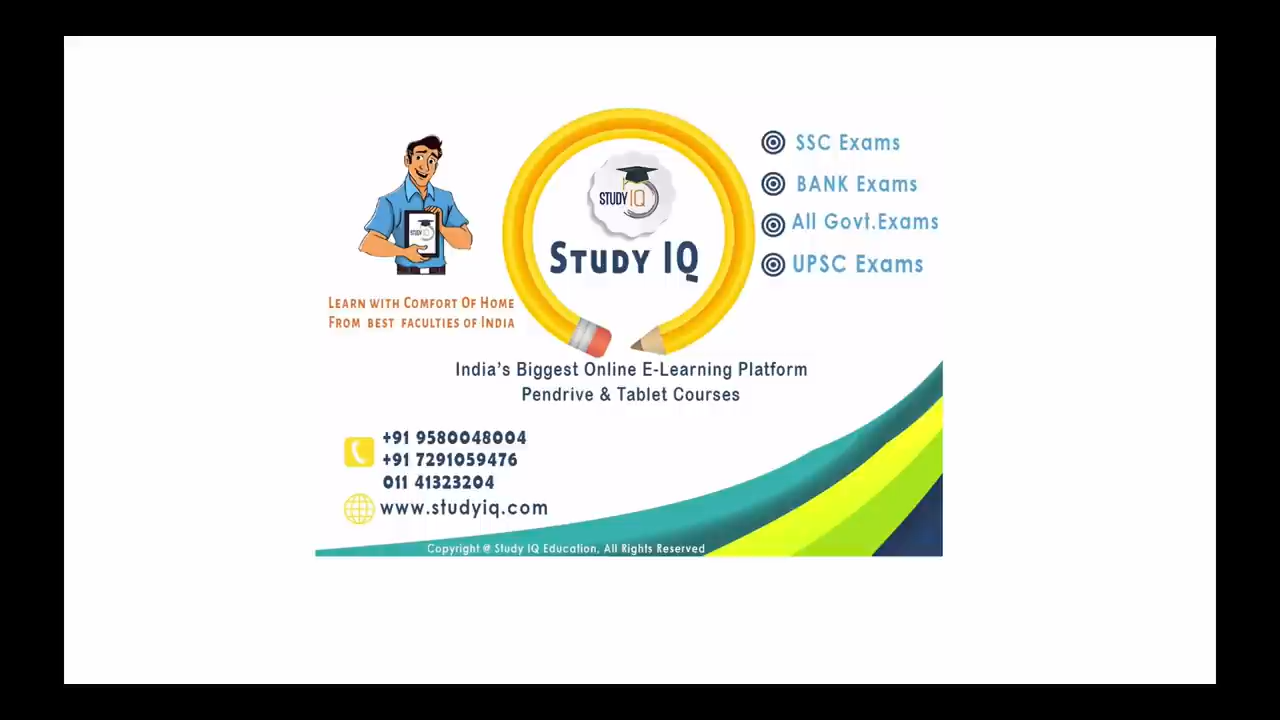 SSC Exams
BANK Exams
All Govt.Exams
UPSC Exams
STUDY IQ
STUDY IQ
STUDY IQ
LEARN WITH COMFORT OF HOME
FROM BEST FACULTIES OF INDIA
India's Biggest Online E-Learning Platform
Pendrive & Tablet Courses
+91 9580048004
+91 7291059476
011 41323204
www.studyiq.com
Copyright @ Study IQ Education, All Rights Reserved